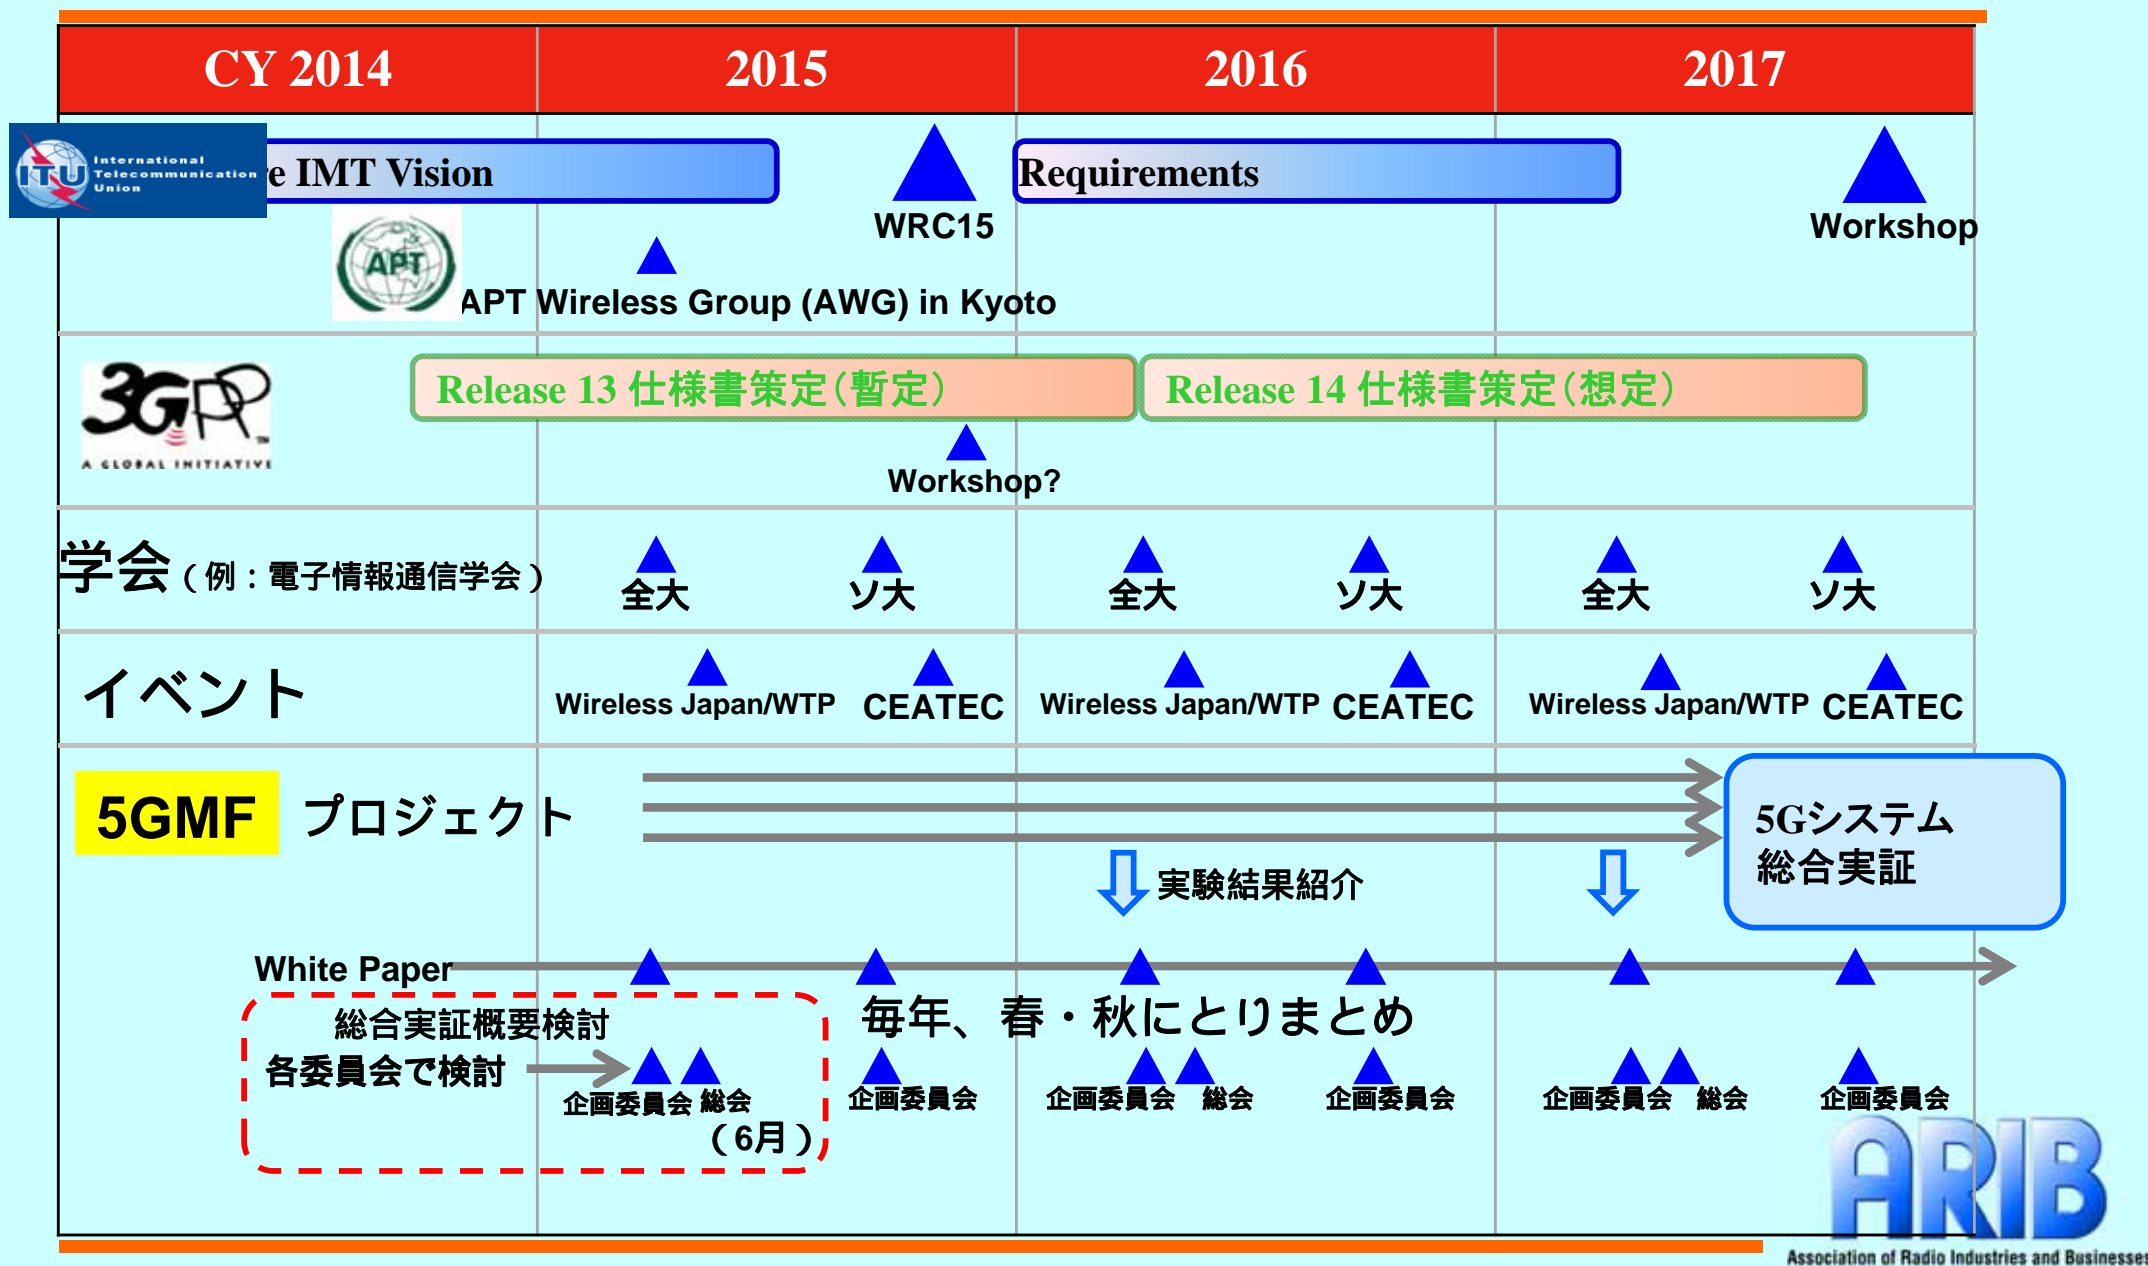 CY 2014 2015 2016 2017
International
Telecommunication
Union
ITU
e IMT Vision
Requirements
WRC15
Workshop
APT
APT Wireless Group (AWG) in Kyoto
3GPP
TM
A GLOBAL INITIATIVE
Release 13 仕様書策定(暫定)
Release 14 仕様書策定(想定)
Workshop?
学会(例:電子情報通信学会)
全大 ソ大 全大 ソ大 全大 ソ大
イベント
Wireless Japan/WTP CEATEC Wireless Japan/WTP CEATEC Wireless Japan/WTP CEATEC
5GMF プロジェクト
5Gシステム
総合実証
実験結果紹介
White Paper
毎年、春・秋にとりまとめ
総合実証概要検討
各委員会で検討
企画委員会 総会 企画委員会 企画委員会 総会 企画委員会 企画委員会 総会 企画委員会
(6月)
ARIB
Association of Radio Industries and Businesses